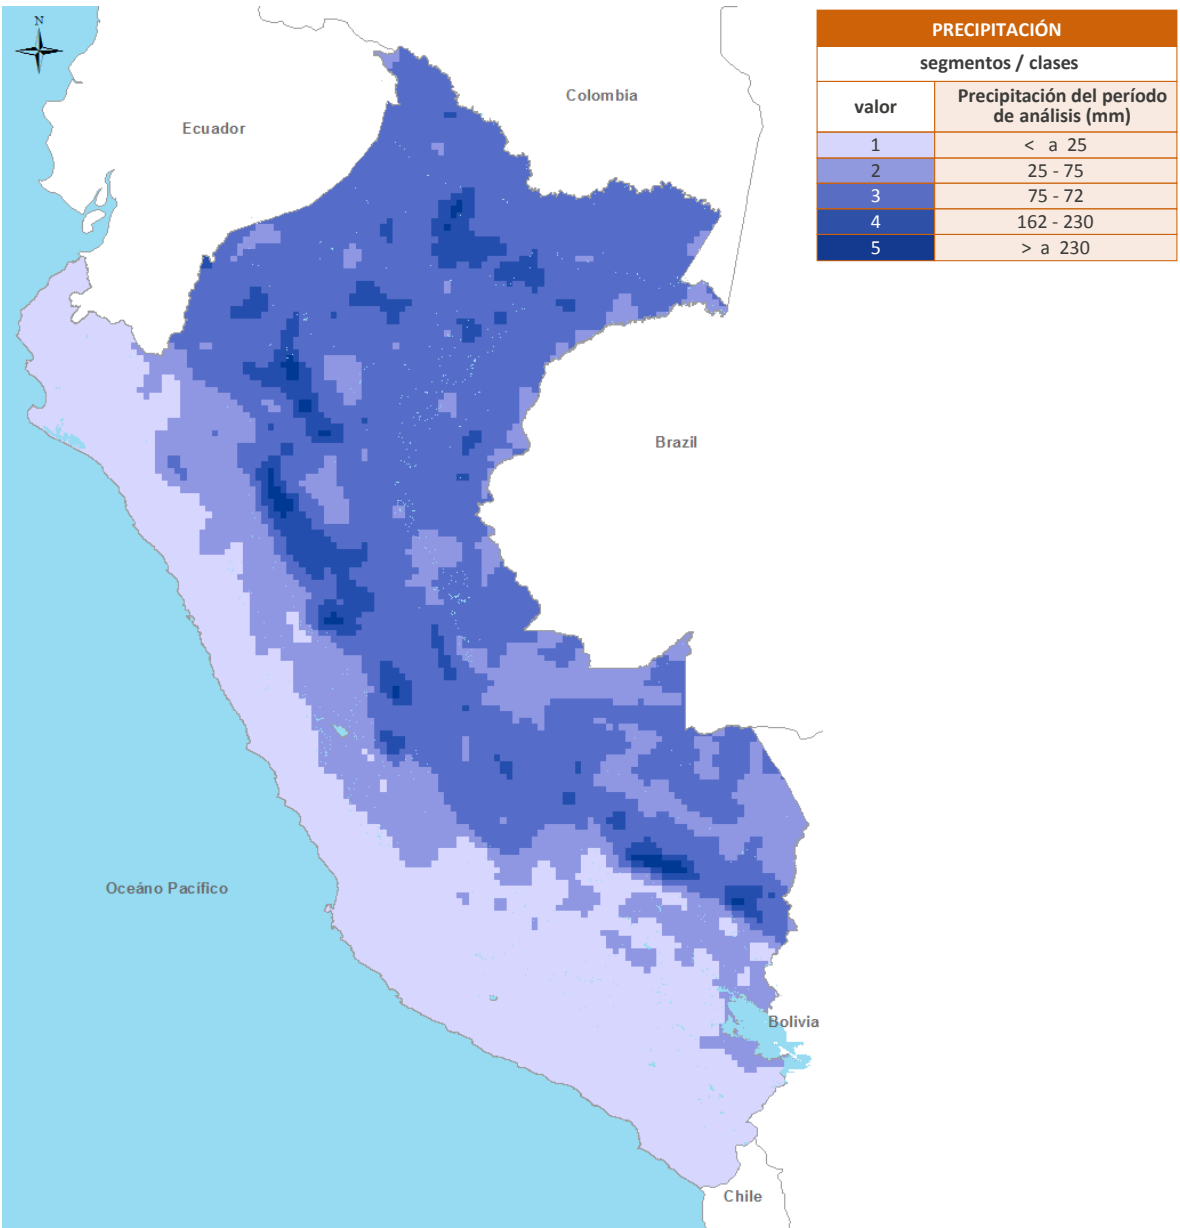 N
PRECIPITACIÓN
segmentos / clases
valor
Precipitación del período
de análisis (mm)
1
< a 25
2
25 - 75
3
75 - 72
4
162 - 230
5
> a 230
Colombia
Ecuador
Brazil
Oceáno Pacífico
Bolivia
Chile